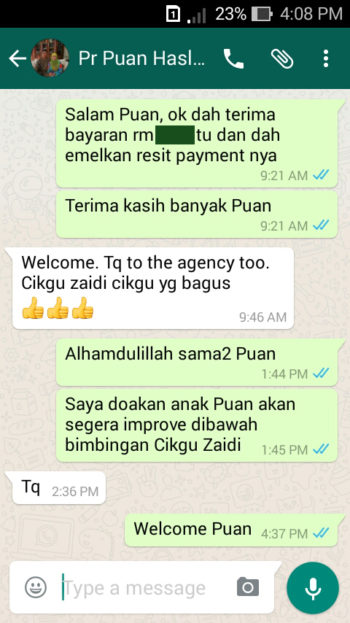 1 23% 4:08 PM
Pr Puan Hasl...
Salam Puan, ok dah terima
bayaran rm tu dan dah
emelkan resit payment nya
9:21 AM
Terima kasih banyak Puan
9:21 AM
Welcome. Tq to the agency too.
Cikgu zaidi cikgu yg bagus
👍👍👍
9:46 AM
Alhamdulillah sama2 Puan
1:44 PM
Saya doakan anak Puan akan
segera improve dibawah
bimbingan Cikgu Zaidi 1:45 PM
Tq 2:36 PM
Welcome Puan 4:37 PM
Type a message